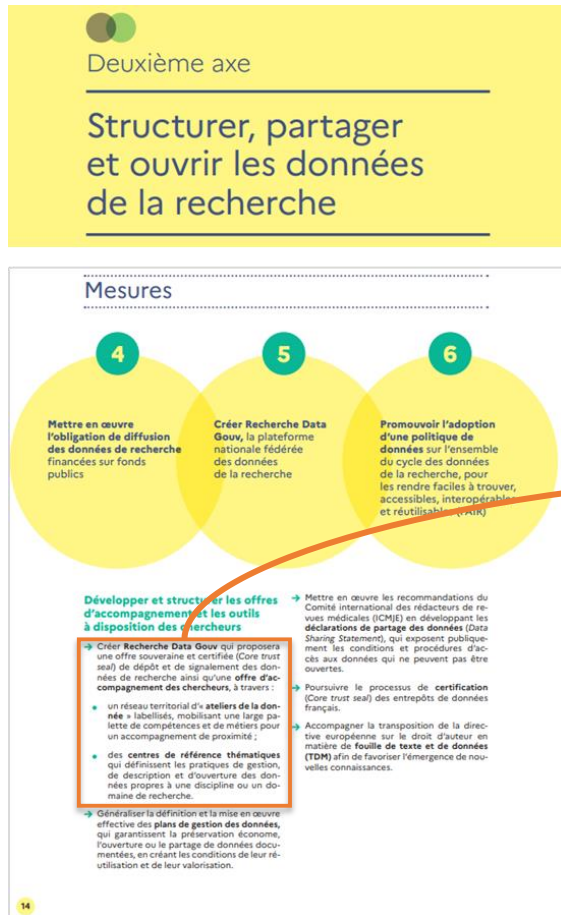 Deuxième axe
Structurer, partager
et ouvrir les données
de la recherche
Mesures
4
Mettre en œuvre
l'obligation de diffusion
des données de recherche
financées sur fonds
publics
5
Créer Recherche Data
Gouv, la plateforme
nationale fédérée
des données
de la recherche
6
Promouvoir l'adoption
d'une politique de
données sur l'ensemble
du cycle des données
de la recherche, pour
les rendre faciles à trouver,
accessibles, interopérables
et réutilisables (FAIR)
Développer et structurer les offres
d'accompagnement et les outils
à disposition des chercheurs
→ Créer Recherche Data Gouv qui proposera
une offre souveraine et certifiée (Core trust
seal) de dépôt et de signalement des don-
nées de recherche ainsi qu'une offre d'ac-
compagnement des chercheurs, à travers :
• un réseau territorial d'« ateliers de la don-
née » labellisés, mobilisant une large pa-
lette de compétences et de métiers pour
un accompagnement de proximité ;
• des centres de référence thématiques
qui définissent les pratiques de gestion,
de description et d'ouverture des don-
nées propres à une discipline ou un do-
maine de recherche.
→ Généraliser la définition et la mise en œuvre
effective des plans de gestion des données,
qui garantissent la préservation économe,
l'ouverture ou le partage de données docu-
mentées, en créant les conditions de leur ré-
utilisation et de leur valorisation.
→ Mettre en œuvre les recommandations du
Comité international des rédacteurs de re-
vues médicales (ICMJE) en développant les
déclarations de partage des données (Data
Sharing Statement), qui exposent publique-
ment les conditions et procédures d'ac-
cès aux données qui ne peuvent pas être
ouvertes.
→ Poursuivre le processus de certification
(Core trust seal) des entrepôts de données
français.
→ Accompagner la transposition de la direc-
tive européenne sur le droit d'auteur en
matière de fouille de texte et de données
(TDM) afin de favoriser l'émergence de nou-
velles connaissances.
14